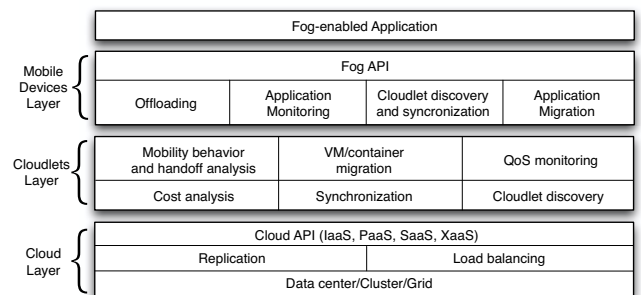 Fog-enabled Application
Mobile
Devices
Layer
Fog API
Offloading
Application
Monitoring
Cloudlet discovery
and syncronization
Application
Migration
Cloudlets
Layer
Mobility behavior
and handoff analysis
VM/container
migration
QoS monitoring
Cost analysis
Synchronization
Cloudlet discovery
Cloud
Layer
Cloud API (IaaS, PaaS, SaaS, XaaS)
Replication
Load balancing
Data center/Cluster/Grid